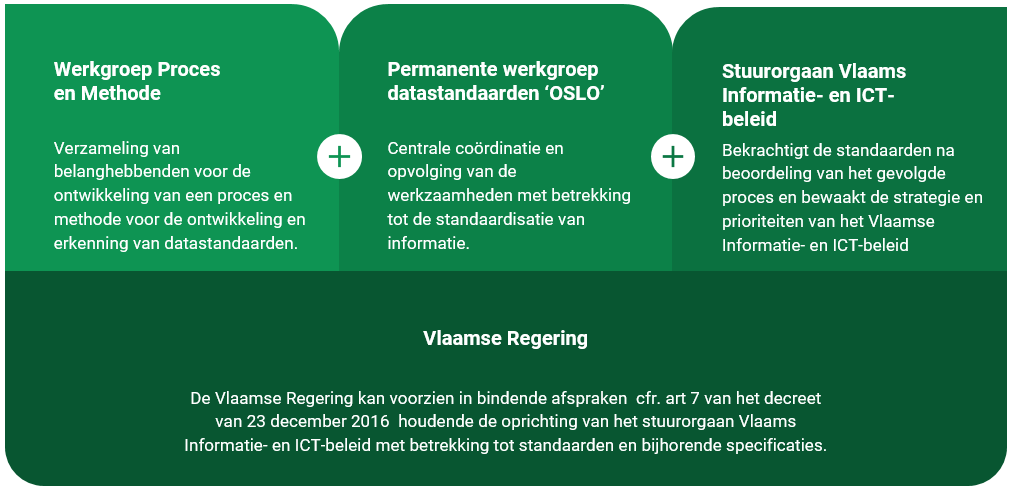 Werkgroep Proces
en Methode
Verzameling van
belanghebbenden voor de
ontwikkeling van een proces en
methode voor de ontwikkeling en
erkenning van datastandaarden.
Permanente werkgroep
datastandaarden ‘OSLO’
Centrale coördinatie en
opvolging van de
werkzaamheden met betrekking
tot de standaardisatie van
informatie.
Stuurorgaan Vlaams
Informatie- en ICT-
beleid
Bekrachtigt de standaarden na
beoordeling van het gevolgde
proces en bewaakt de strategie en
prioriteiten van het Vlaamse
Informatie- en ICT-beleid
Vlaamse Regering
De Vlaamse Regering kan voorzien in bindende afspraken  cfr. art 7 van het decreet
van 23 december 2016  houdende de oprichting van het stuurorgaan Vlaams
Informatie- en ICT-beleid met betrekking tot standaarden en bijhorende specificaties.